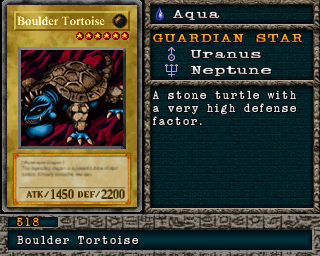 Boulder Tortoise
ATK/1450 DEF/2200
Aqua
GUARDIAN STAR
Uranus
Neptune
A stone turtle with
a very high defense
factor.
518
Boulder Tortoise